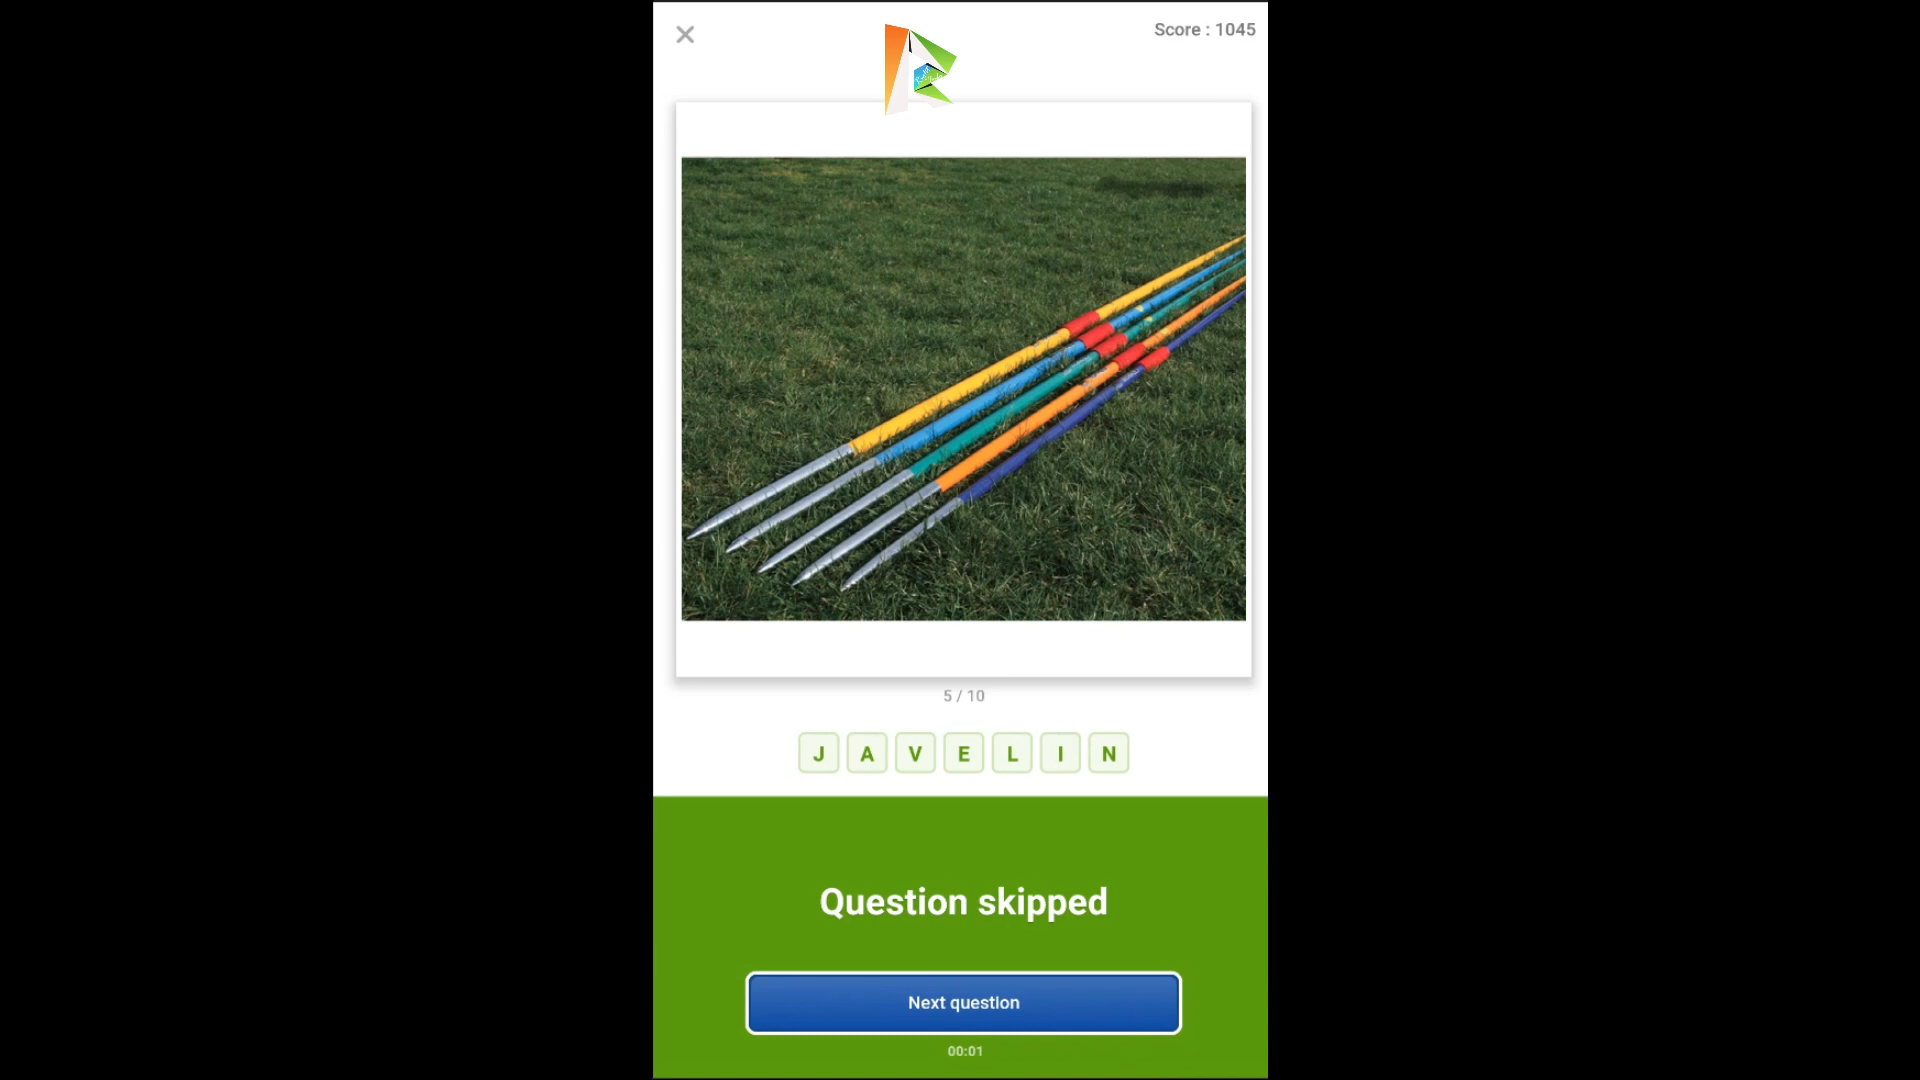 Score : 1045
5 / 10
J A V E L I N
Question skipped
Next question
00:01